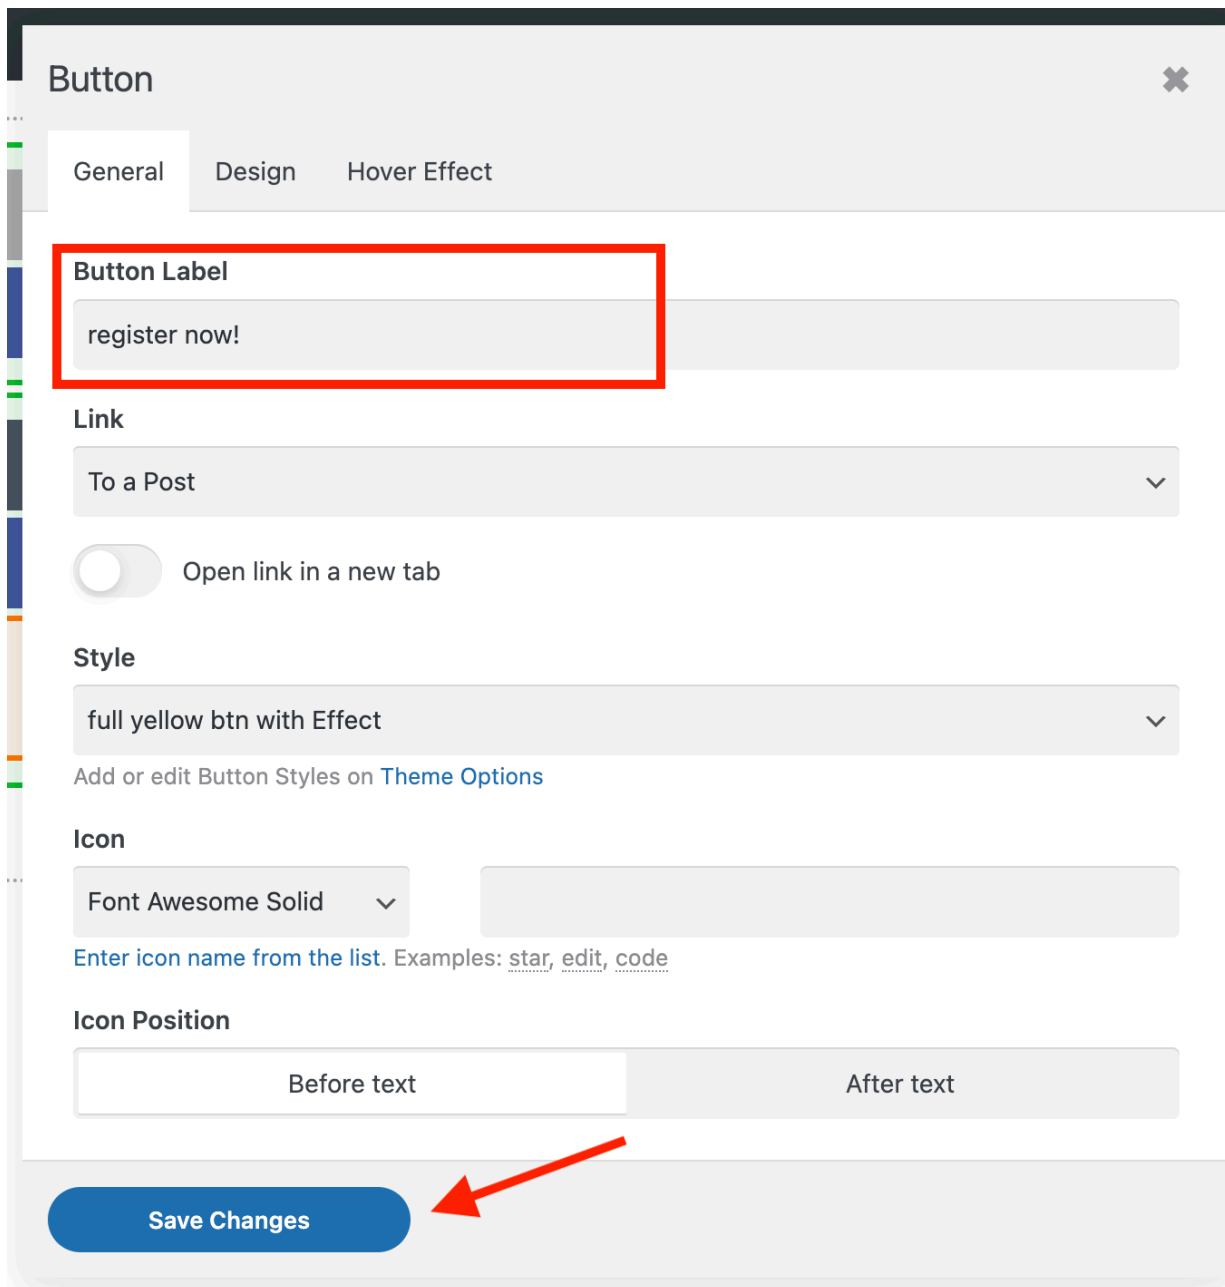 Button
General Design Hover Effect
Button Label
register now!
Link
To a Post
Open link in a new tab
Style
full yellow btn with Effect
Add or edit Button Styles on Theme Options
Icon
Font Awesome Solid
Enter icon name from the list. Examples: star, edit, code
Icon Position
Before text After text
Save Changes